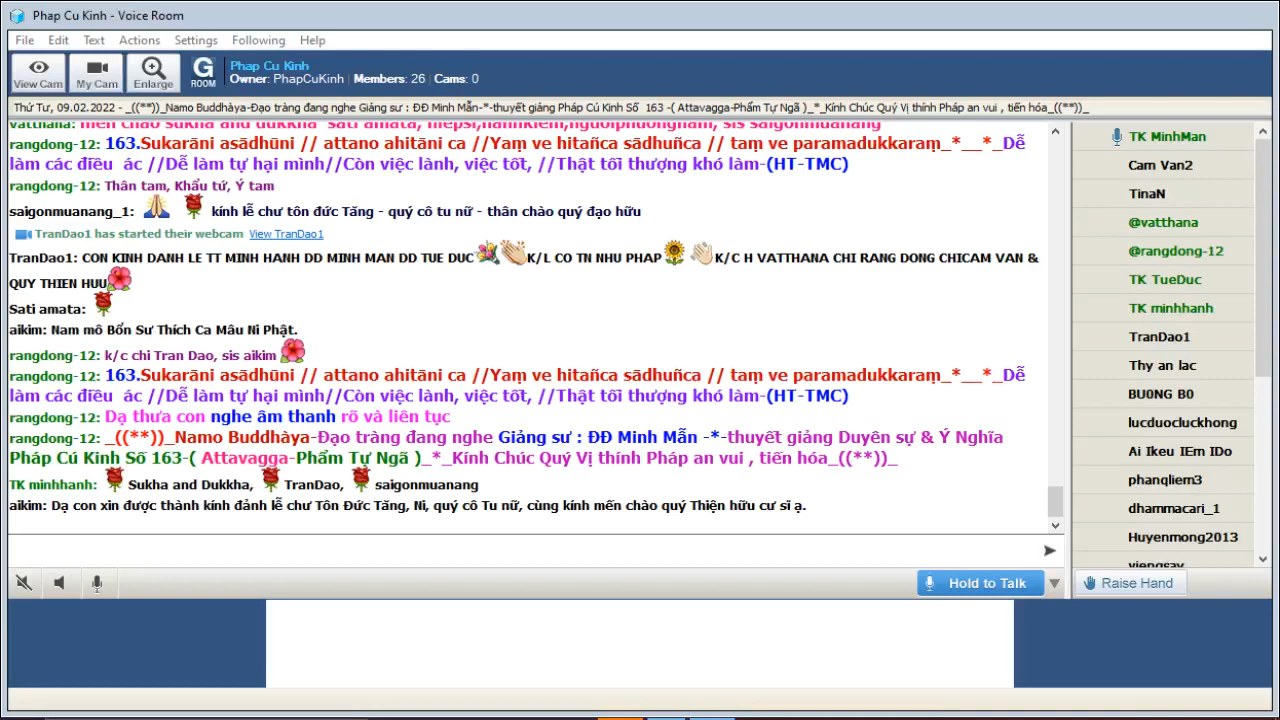 Phap Cu Kinh - Voice Room
File Edit Text Actions Settings Following Help
View Cam My Cam Enlarge G ROOM
Phap Cu Kinh
Owner: PhapCuKinh | Members: 26 | Cams: 0
Thứ Tư, 09.02.2022 - _((**))_Namo Buddhàya-Đạo tràng đang nghe Giảng sư : ĐĐ Minh Mẫn-*-thuyết giảng Pháp Cú Kinh Số 163 -( Attavagga-Phẩm Tự Ngã )_*_Kính Chúc Quý Vị thính Pháp an vui , tiến hóa_((**))_
vatthana: mến chào sukha and dukkha sati amata, hiepsi,hanhkiem,nguoiphuongnam, sis saigonmuanang
rangdong-12: 163.Sukarāni asādhūni // attano ahitāni ca //Yaṃ ve hitañca sādhuñca // taṃ ve paramadukkaraṃ_*__*_Dễ
làm các điều ác //Dễ làm tự hại mình//Còn việc lành, việc tốt, //Thật tối thượng khó làm-(HT-TMC)
rangdong-12: Thân tam, Khẩu tứ, Ý tam
saigonmuanang_1: kính lễ chư tôn đức Tăng - quý cô tu nữ - thân chào quý đạo hữu
TranDao1 has started their webcam View TranDao1
TranDao1: CON KINH DANH LE TT MINH HANH DD MINH MAN DD TUE DUC K/L CO TN NHU PHAP K/C H VATTHANA CHI RANG DONG CHICAM VAN &
QUY THIEN HUU
Sati amata:
aikim: Nam mô Bổn Sư Thích Ca Mâu Ni Phật.
rangdong-12: k/c chi Tran Dao, sis aikim
rangdong-12: 163.Sukarāni asādhūni // attano ahitāni ca //Yaṃ ve hitañca sādhuñca // taṃ ve paramadukkaraṃ_*__*_Dễ
làm các điều ác //Dễ làm tự hại mình//Còn việc lành, việc tốt, //Thật tối thượng khó làm-(HT-TMC)
rangdong-12: Dạ thưa con nghe âm thanh rõ và liên tục
rangdong-12: _((**))_Namo Buddhàya-Đạo tràng đang nghe Giảng sư : ĐĐ Minh Mẫn -*-thuyết giảng Duyên sự & Ý Nghĩa
Pháp Cú Kinh Số 163-( Attavagga-Phẩm Tự Ngã )_*_Kính Chúc Quý Vị thính Pháp an vui , tiến hóa_((**))_
TK minhhanh: Sukha and Dukkha, TranDao, saigonmuanang
aikim: Dạ con xin được thành kính đảnh lễ chư Tôn Đức Tăng, Ni, quý cô Tu nữ, cùng kính mến chào quý Thiện hữu cư sĩ ạ.
Hold to Talk
TK MinhMan
Cam Van2
TinaN
@vatthana
@rangdong-12
TK TueDuc
TK minhhanh
TranDao1
Thy an lac
BU0NG B0
lucduocluckhong
Ai Ikeu IErn IDo
phanqliem3
dhammacari_1
Huyenmong2013
viengsay
Raise Hand